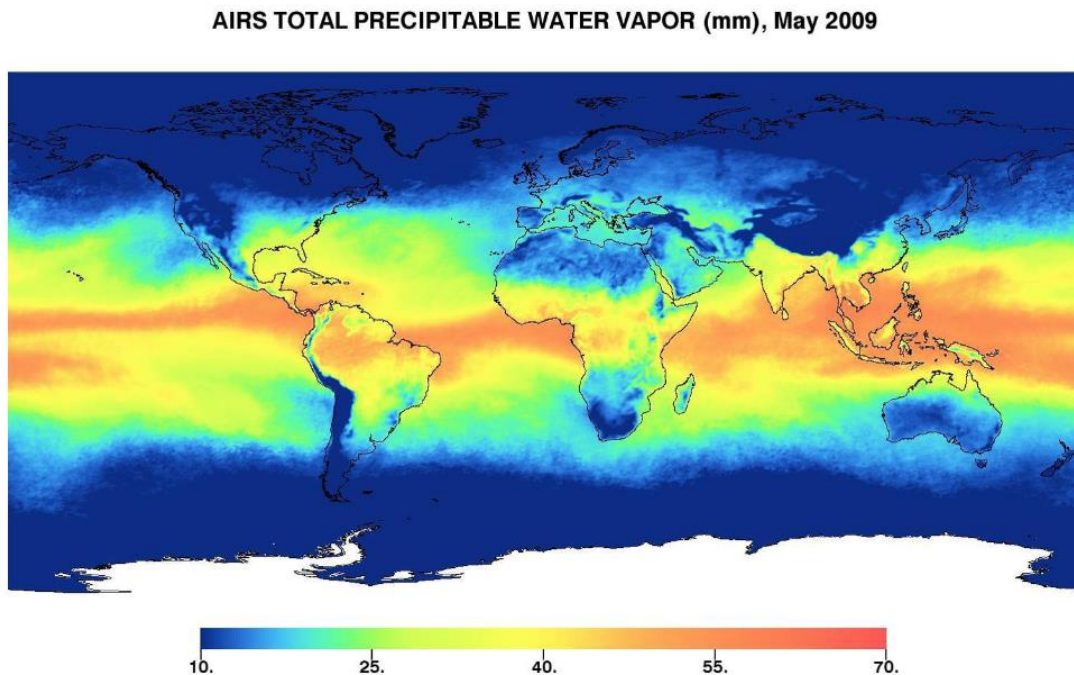 AIRS TOTAL PRECIPITABLE WATER VAPOR (mm), May 2009
10. 25. 40. 55. 70.